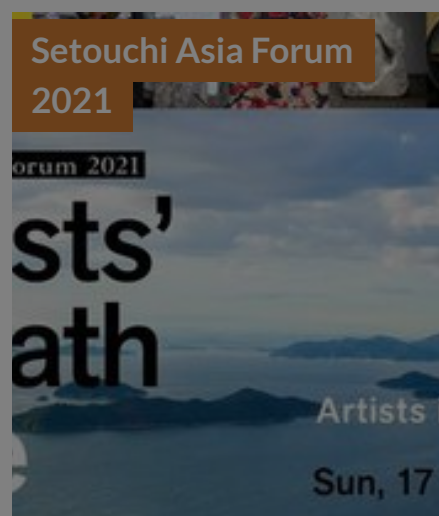 Setouchi Asia Forum
2021
orum 2021
sts’
ath
e
Artists
Sun, 17